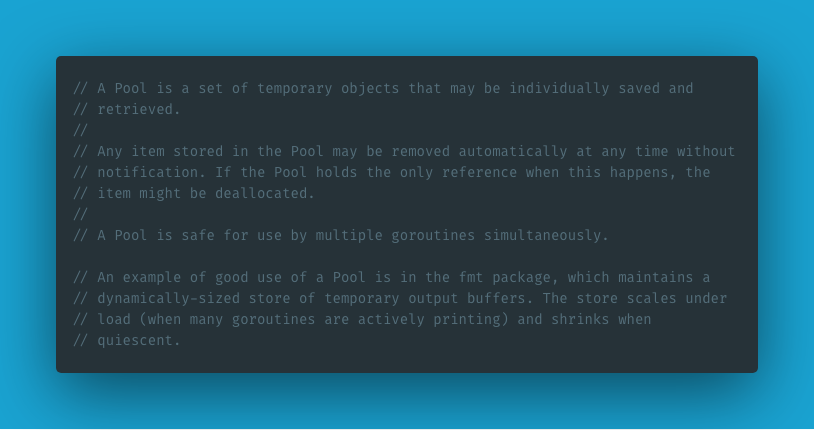 // A Pool is a set of temporary objects that may be individually saved and
// retrieved.
//
// Any item stored in the Pool may be removed automatically at any time without
// notification. If the Pool holds the only reference when this happens, the
// item might be deallocated.
//
// A Pool is safe for use by multiple goroutines simultaneously.
// An example of good use of a Pool is in the fmt package, which maintains a
// dynamically-sized store of temporary output buffers. The store scales under
// load (when many goroutines are actively printing) and shrinks when
// quiescent.